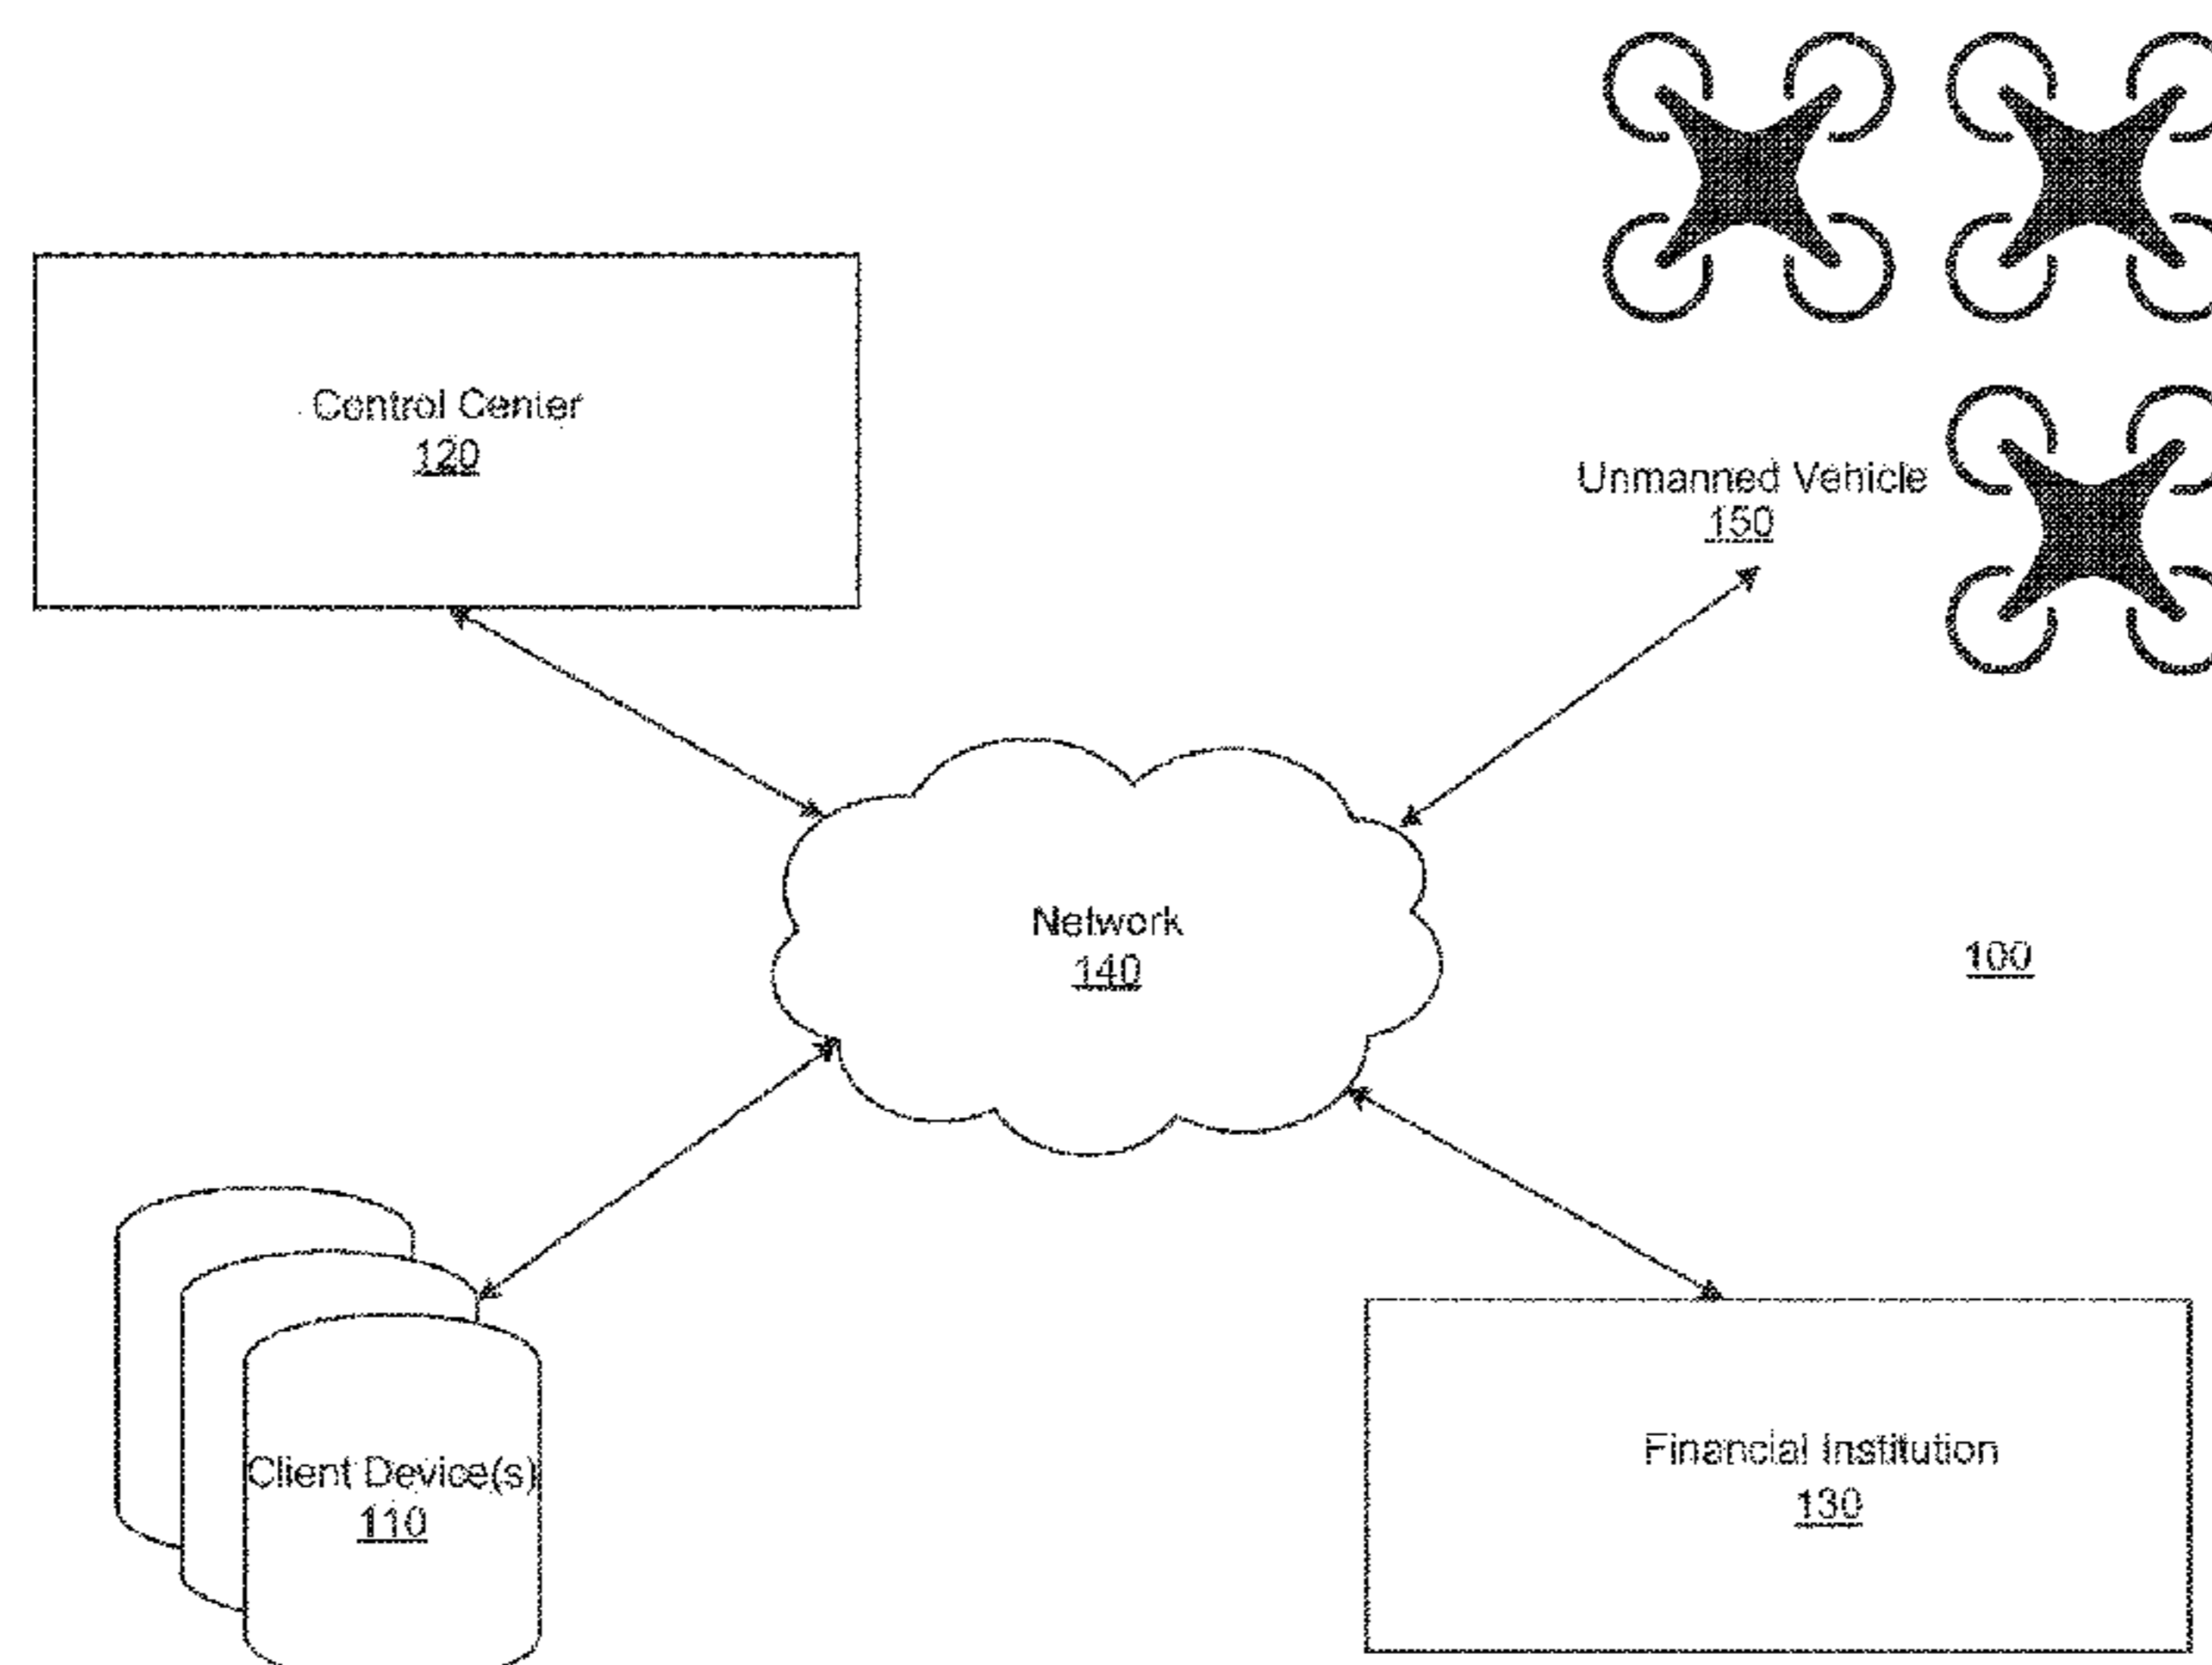 Control Center
120
Unmanned Vehicle
150
Network
140
100
Client Device(s)
110
Financial Institution
130